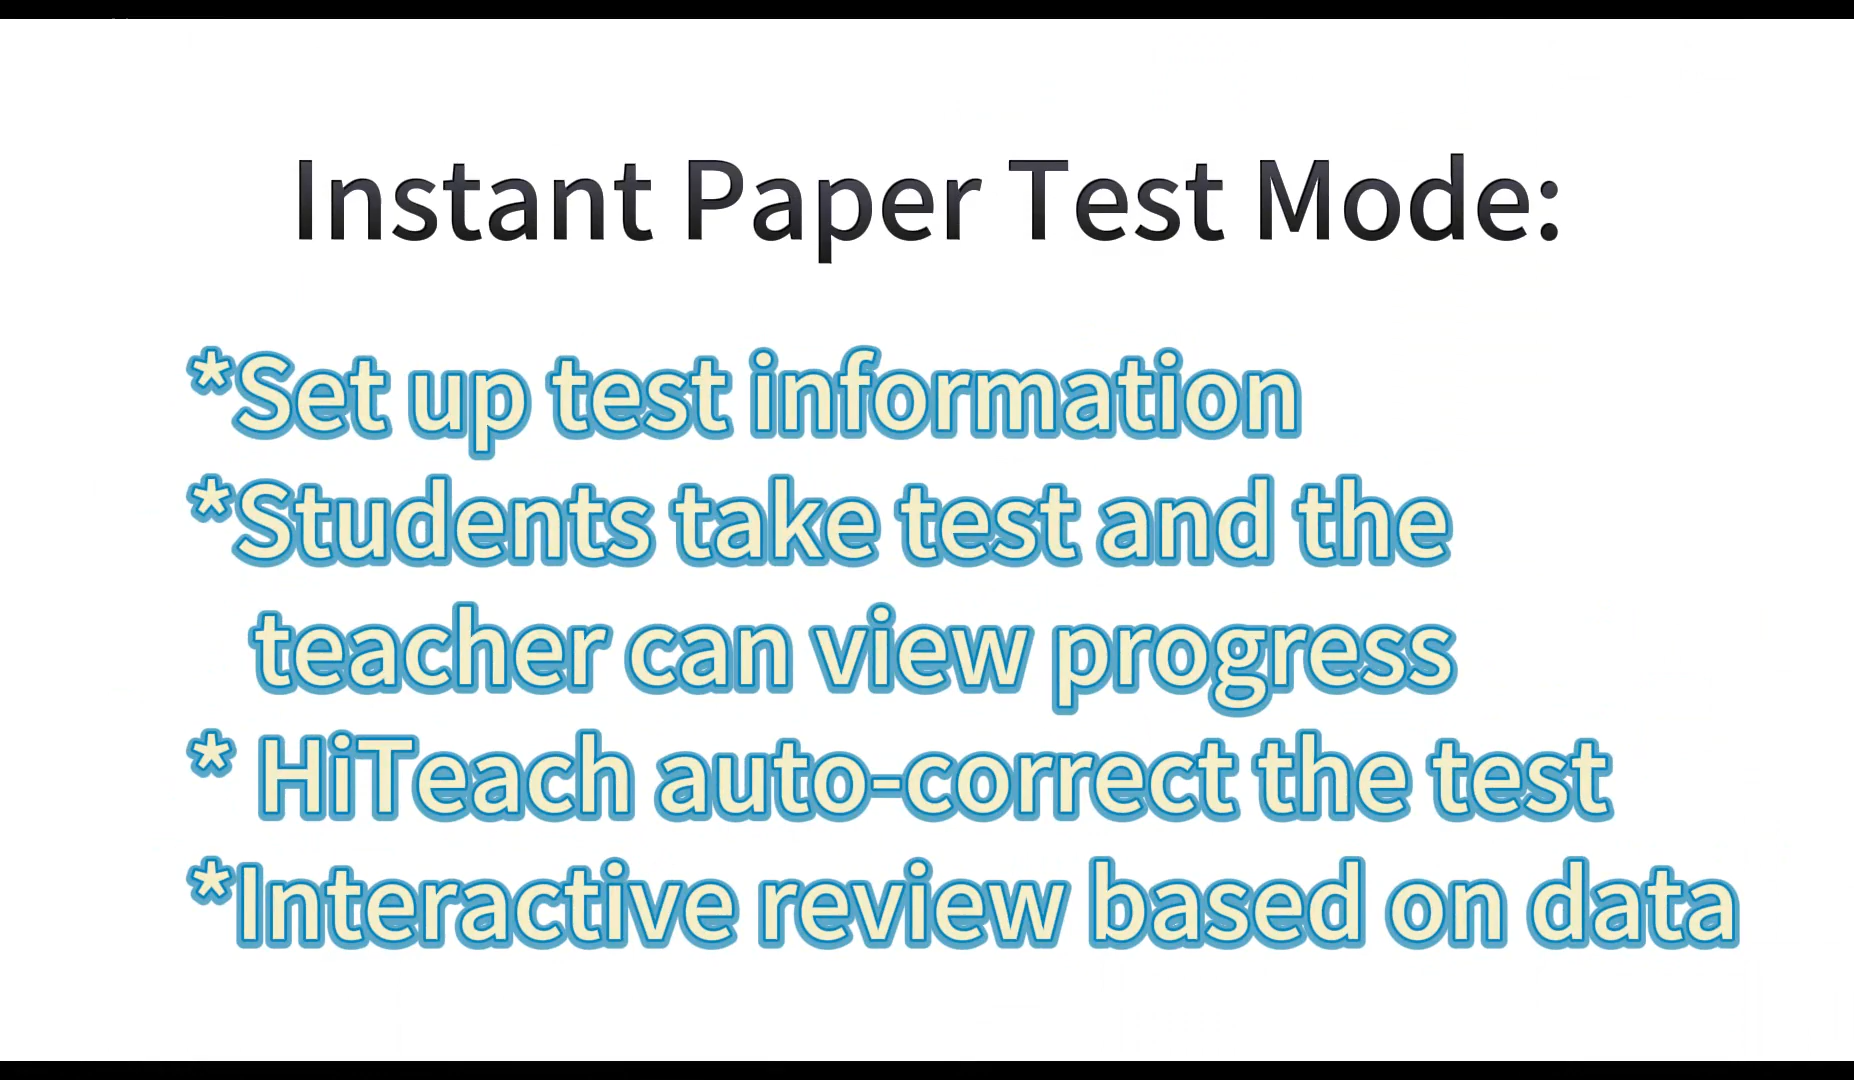 Instant Paper Test Mode:
*Set up test information
*Students take test and the
teacher can view progress
* HiTeach auto-correct the test
*Interactive review based on data